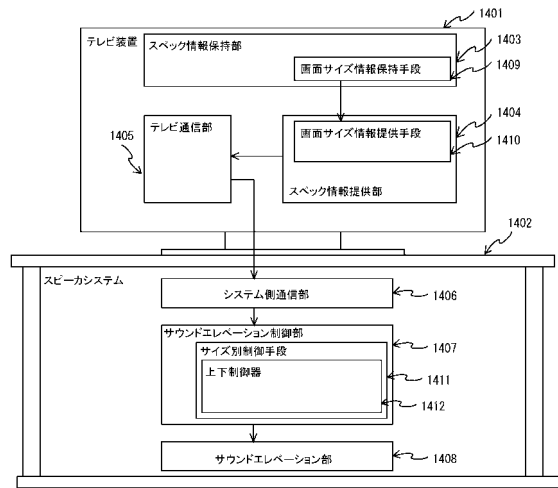 1401
テレビ装置
スペック情報保持部
1403
画面サイズ情報保持手段
1409
テレビ通信部
1404
画面サイズ情報提供手段
1410
1405
スペック情報提供部
1402
スピーカシステム
システム側通信部
1406
サウンドエレベーション制御部
1407
サイズ別制御手段
上下制御器
1411
1412
サウンドエレベーション部
1408